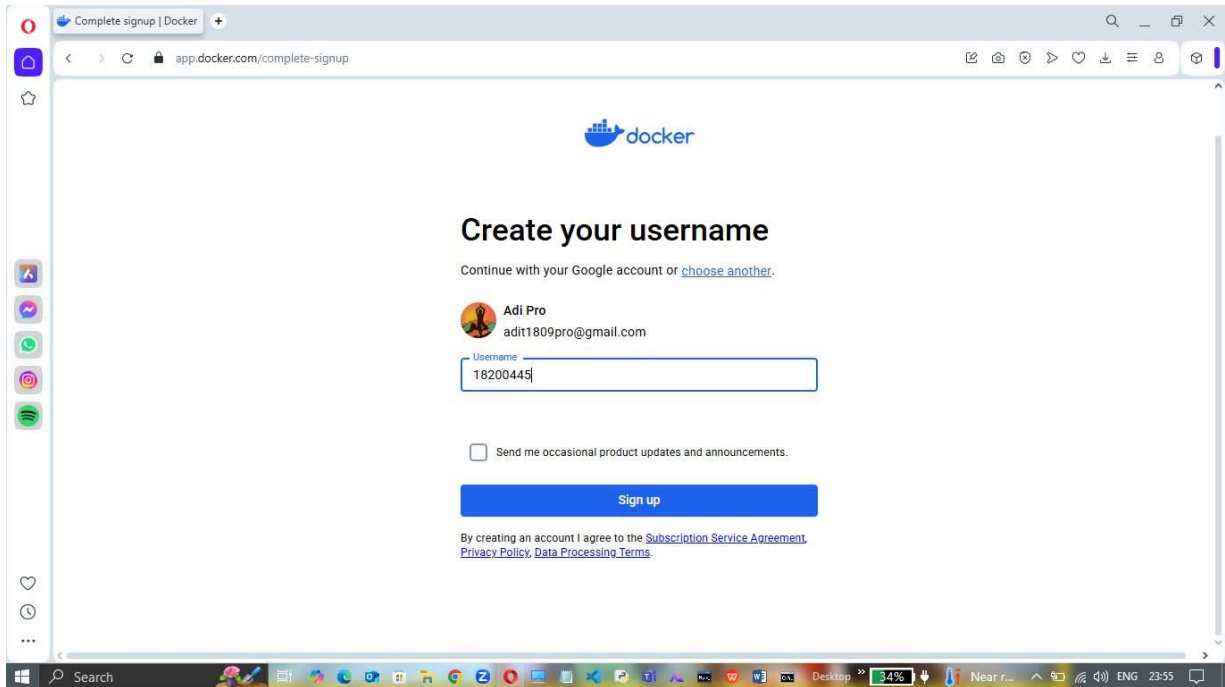 Complete signup | Docker
app.docker.com/complete-signup
docker
Create your username
Continue with your Google account or choose another.
Adi Pro
adit1809pro@gmail.com
Username
18200445
Send me occasional product updates and announcements.
Sign up
By creating an account I agree to the Subscription Service Agreement,
Privacy Policy, Data Processing Terms.
Search
Desktop
34%
Near r...
ENG 23:55